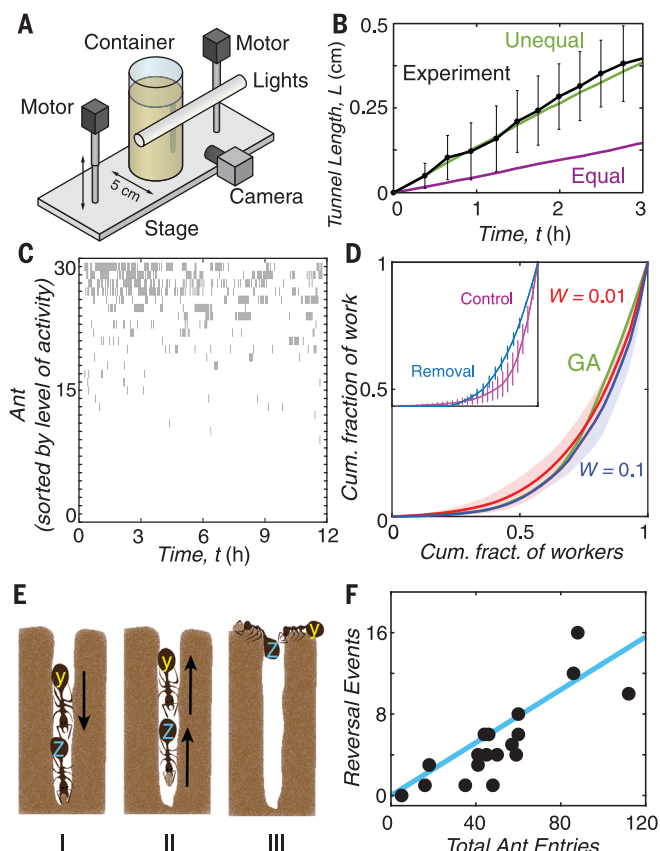 A
Container
Motor
Lights
Motor
5 cm
Camera
Stage
B
Tunnel Length, L (cm)
0.5
0.25
0
Unequal
Experiment
Equal
0 1 2 3
Time, t (h)
C
Ant
(sorted by level of activity)
30
15
0
0 3 6 9 12
Time, t (h)
D
Cum. fraction of work
1
0.5
0
Control
Removal
W = 0.01
GA
W = 0.1
0 0.5 1
Cum. fract. of workers
E
y
Z
y
Z
Z
y
I II III
F
Reversal Events
16
8
0
0 40 80 120
Total Ant Entries